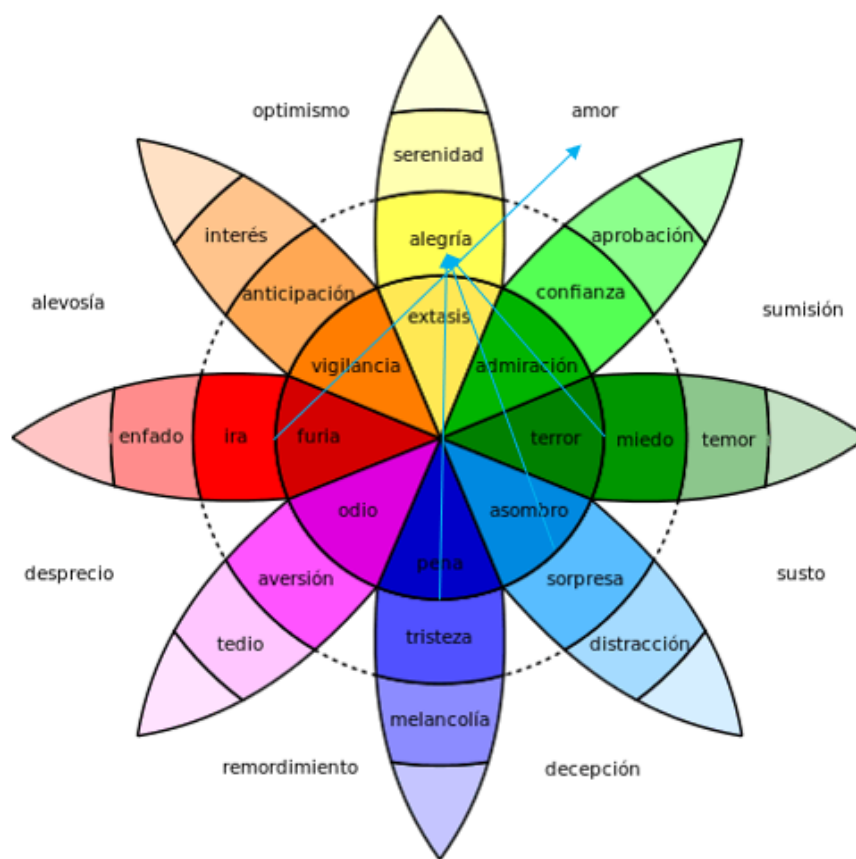 optimismo
amor
serenidad
interés
alegría
aprobación
anticipación
confianza
alevosía
extasis
sumisión
vigilancia
admiración
enfado
ira
furia
terror
miedo
temor
odio
asombro
desprecio
aversión
pena
sorpresa
susto
tedio
tristeza
distracción
melancolía
remordimiento
decepción